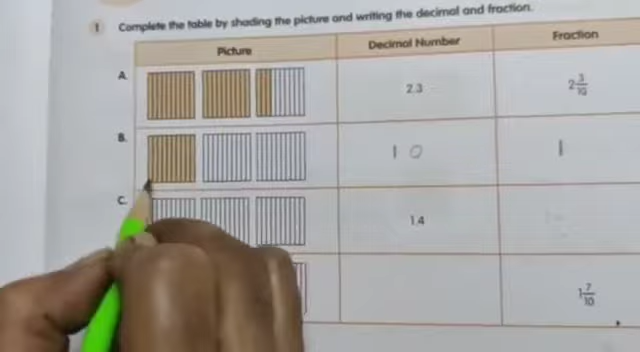 1 Complete the table by shading the picture and writing the decimal and fraction.
Picture Decimal Number Fraction
A. 2.3 2 3/10
B. 1 0 1
C. 1.4
1 7/10